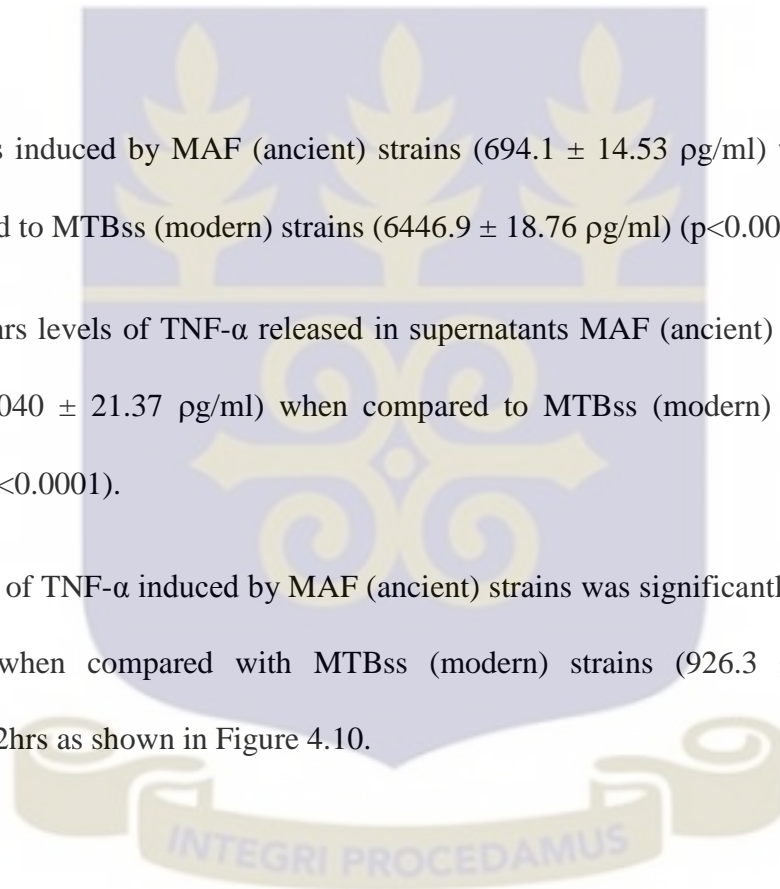 induced by MAF (ancient) strains (694.1 ± 14.53 ρg/ml)
to MTBss (modern) strains (6446.9 ± 18.76 ρg/ml) (p<0.00
levels of TNF-α released in supernatants MAF (ancient)
040 ± 21.37 ρg/ml) when compared to MTBss (modern)
<0.0001).
of TNF-α induced by MAF (ancient) strains was significantly
when compared with MTBss (modern) strains (926.3
2hrs as shown in Figure 4.10.
INTEGRI PROCEDAMUS